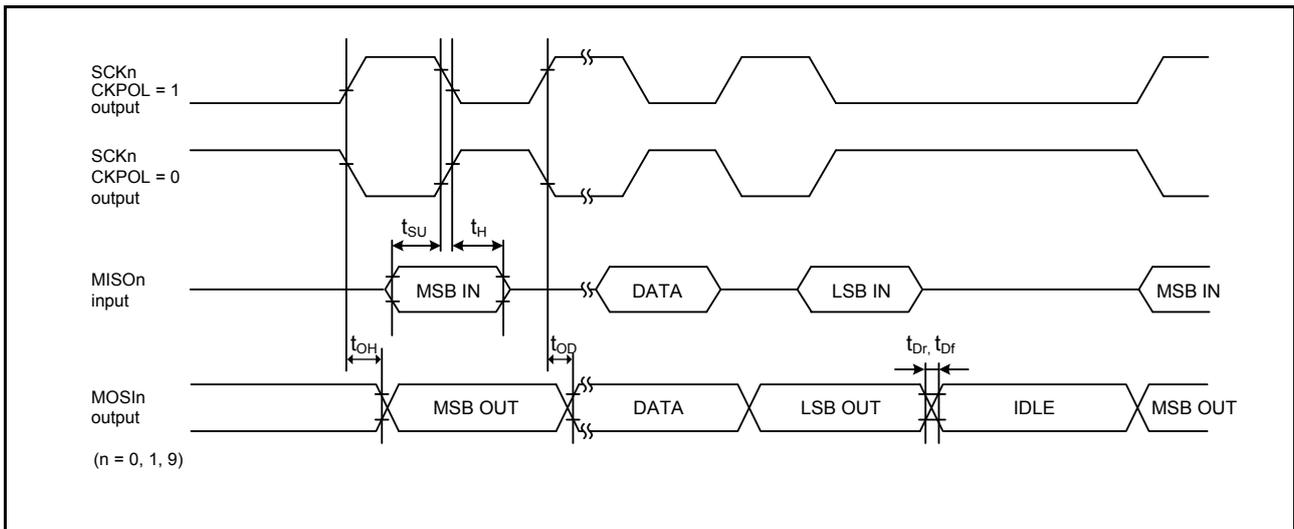 SCKn
CKPOL = 1
output
SCKn
CKPOL = 0
output
tSU
tH
MISOn
input
MSB IN
DATA
LSB IN
MSB IN
tOH
tOD
tDr, tDf
MOSIn
output
MSB OUT
DATA
LSB OUT
IDLE
MSB OUT
(n = 0, 1, 9)